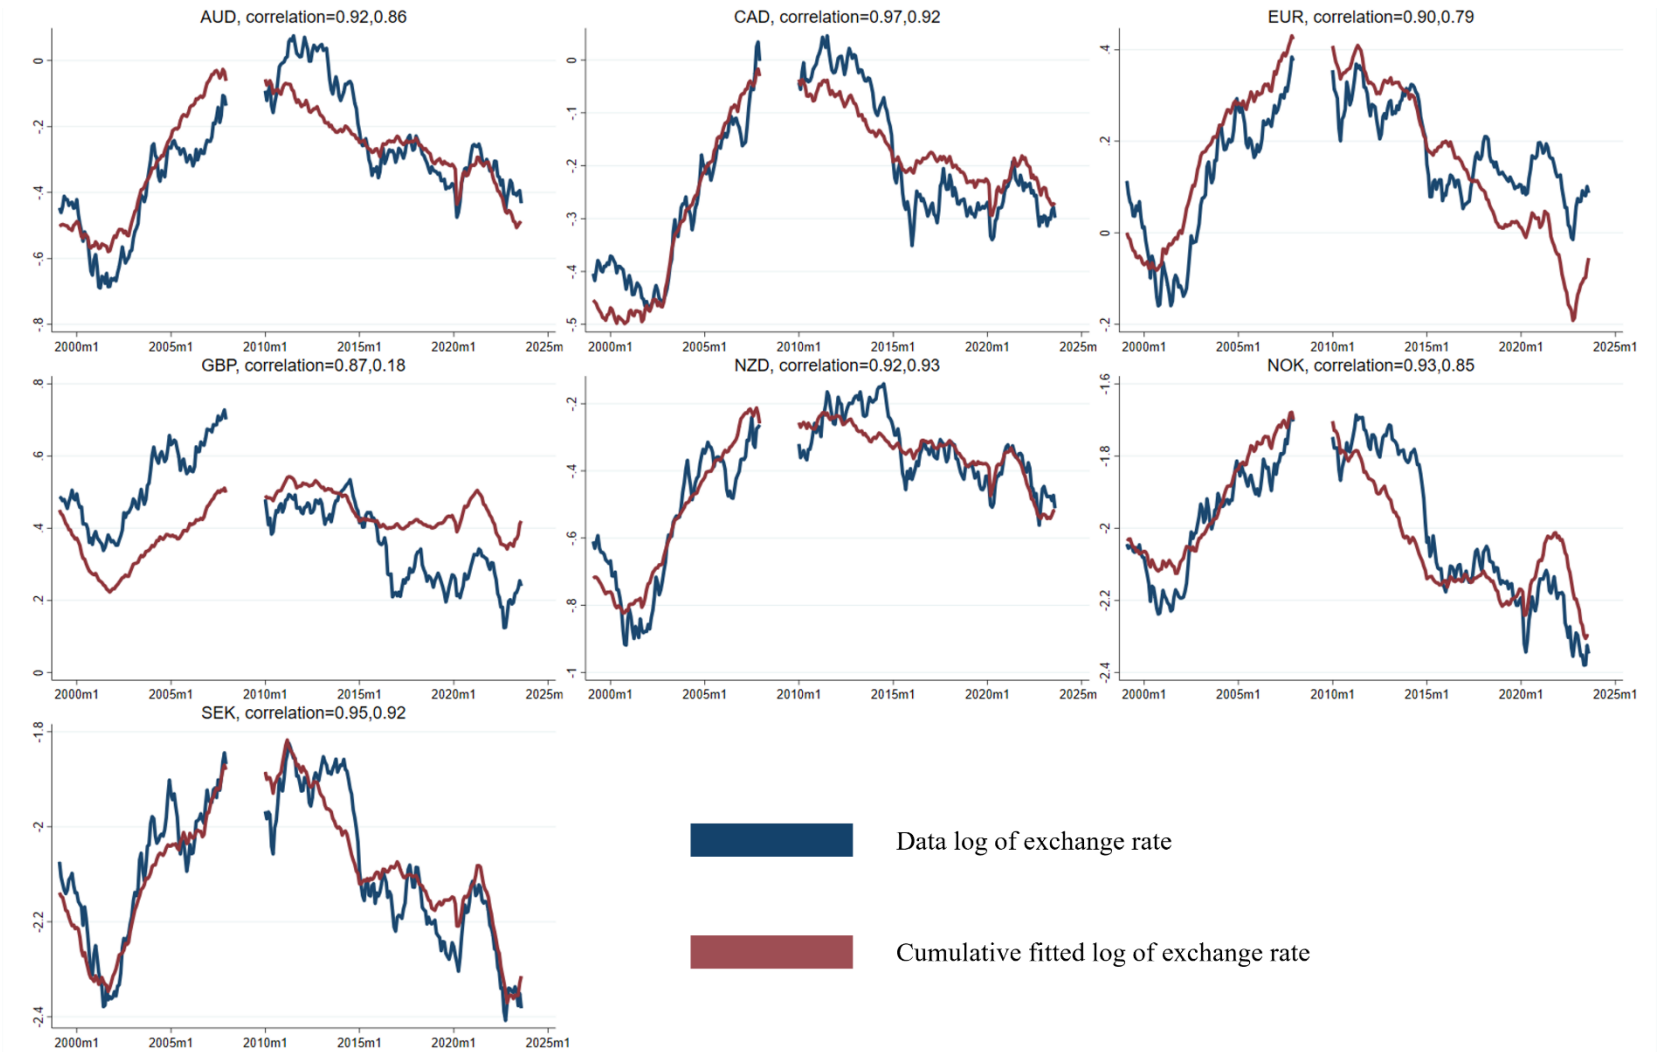 AUD, correlation=0.92,0.86
0
-.2
-.4
-.6
-.8
2000m1 2005m1 2010m1 2015m1 2020m1 2025m
CAD, correlation=0.97,0.92
0
-.1
-.2
-.3
-.4
-.5
2000m1 2005m1 2010m1 2015m1 2020m1 2025m
EUR, correlation=0.90,0.79
.4
.2
0
-.2
2000m1 2005m1 2010m1 2015m1 2020m1 2025m1
GBP, correlation=0.87,0.18
.8
.6
.4
.2
0
2000m1 2005m1 2010m1 2015m1 2020m1 2025m
NZD, correlation=0.92,0.93
-.2
-.4
-.6
-.8
-1
2000m1 2005m1 2010m1 2015m1 2020m1 2025m
NOK, correlation=0.93,0.85
-1.6
-1.8
-2
-2.2
-2.4
2000m1 2005m1 2010m1 2015m1 2020m1 2025m1
SEK, correlation=0.95,0.92
-1.8
-2
-2.2
-2.4
2000m1 2005m1 2010m1 2015m1 2020m1 2025m1
Data log of exchange rate
Cumulative fitted log of exchange rate